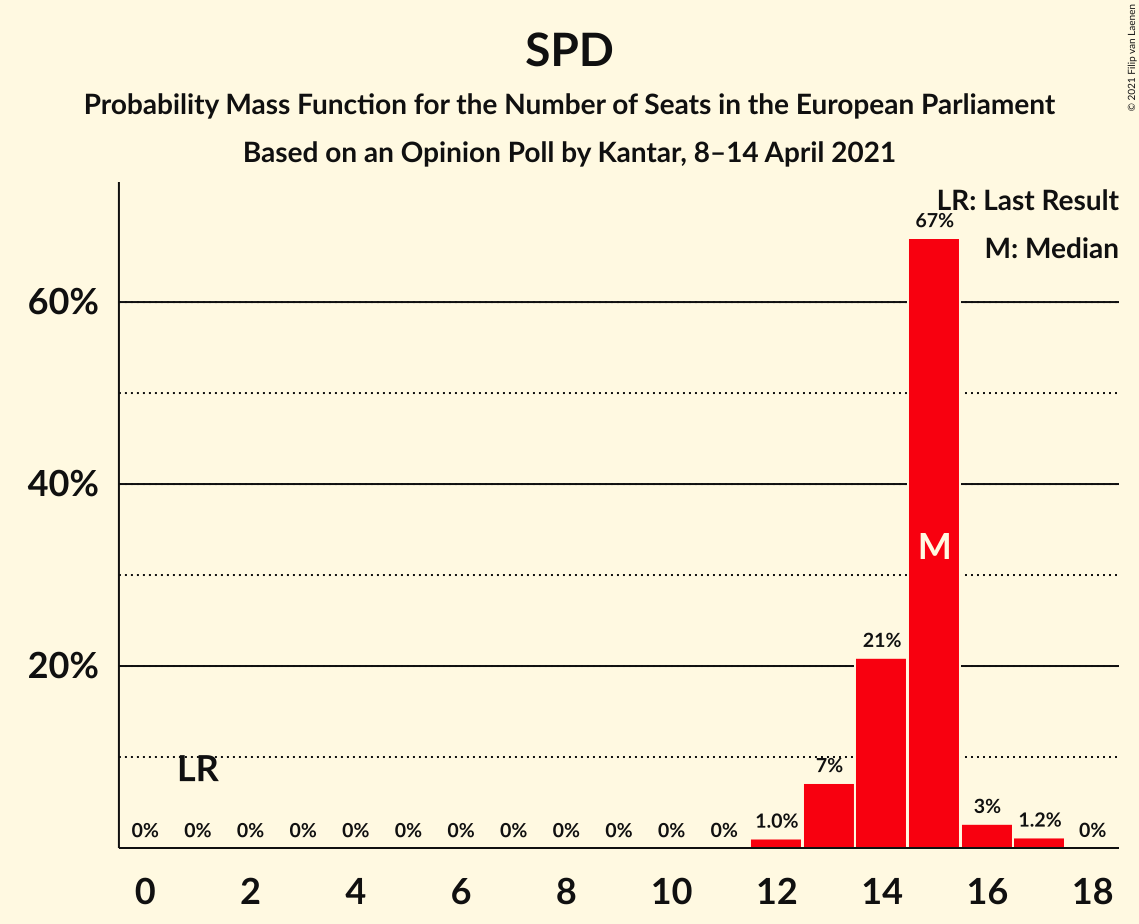 SPD
Probability Mass Function for the Number of Seats in the European Parliament
Based on an Opinion Poll by Kantar, 8–14 April 2021
© 2021 Filip van Laenen
LR: Last Result
M: Median
67%
60%
40%
M
21%
20%
LR
7%
0% 0% 0% 0% 0% 0% 0% 0% 0% 0% 0% 0% 1.0% 3% 1.2% 0%
0 2 4 6 8 10 12 14 16 18